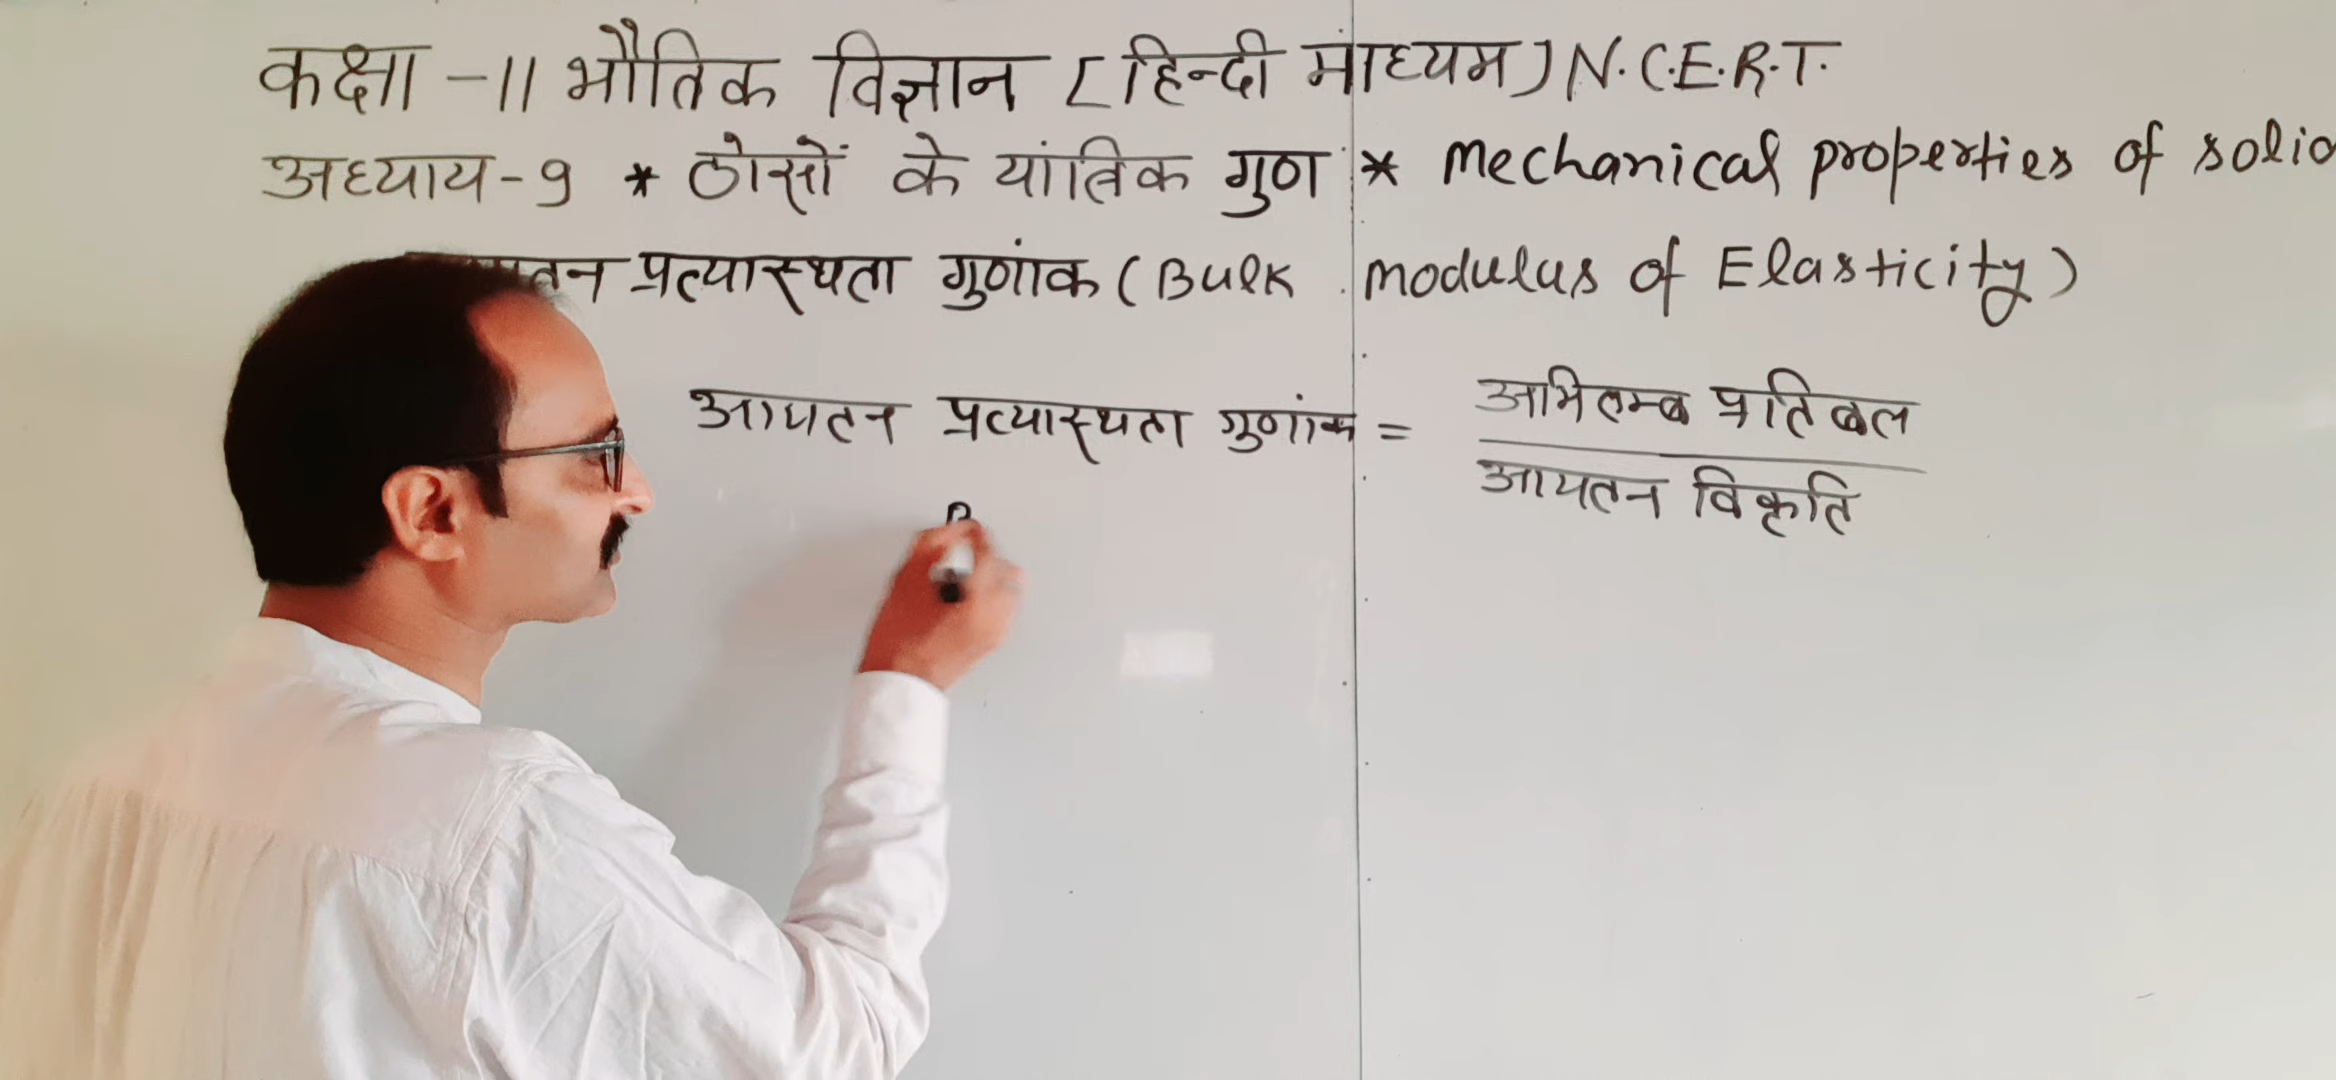 कक्षा -11 भौतिक विज्ञान [हिन्दी माध्यम) N.C.E.R.T.
अध्याय-9 * ठोसों के यांत्रिक गुण * Mechanical properties of solid
प्रत्यास्थता गुणांक (Bulk modulus of Elasticity)
आयतन प्रत्यास्थता गुणांक = अभिलम्ब प्रतिबल
आयतन विकृति